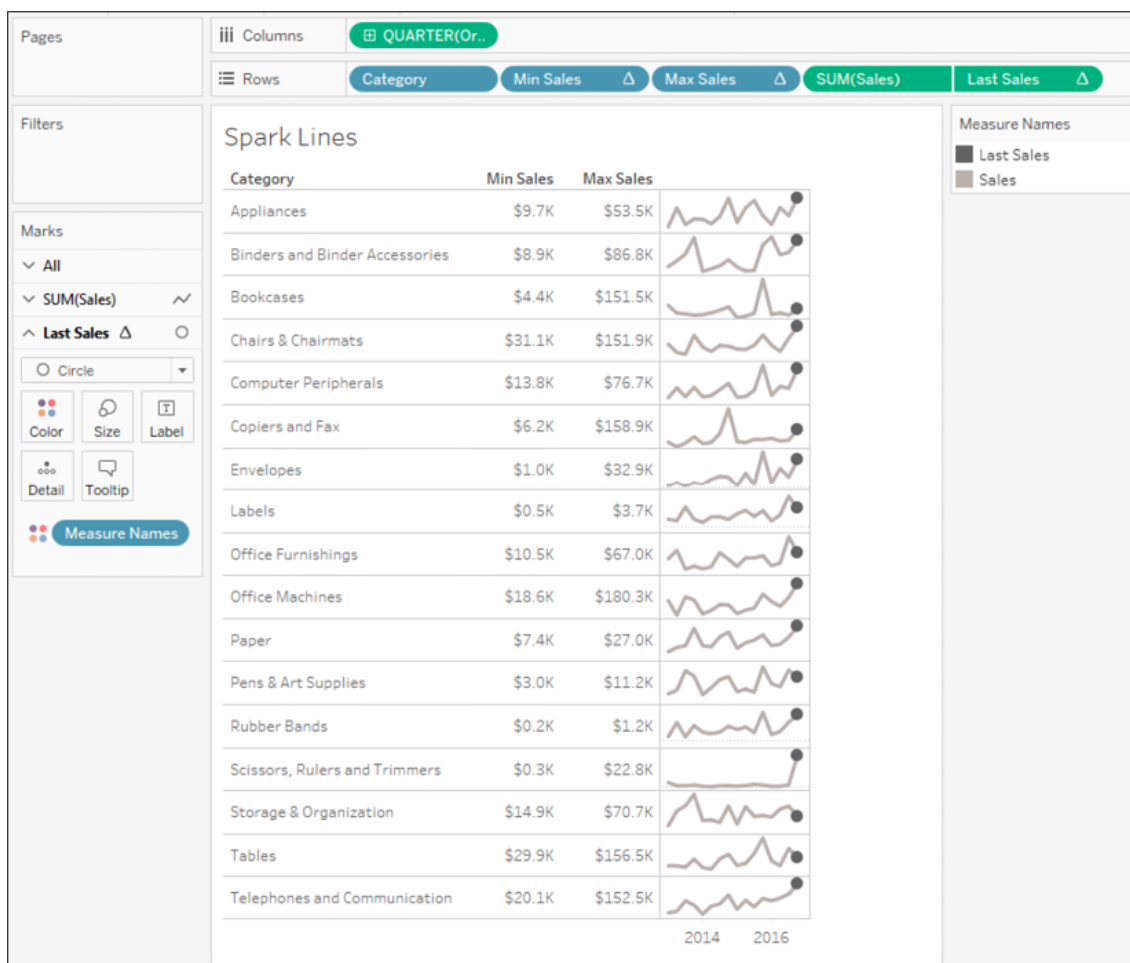 Pages
Columns
QUARTER(Or..
Rows
Category
Min Sales Δ
Max Sales Δ
SUM(Sales)
Last Sales Δ
Filters
Marks
All
SUM(Sales)
Last Sales Δ
Circle
Color
Size
T
Label
Detail
Tooltip
Measure Names
Spark Lines
Category Min Sales Max Sales
Appliances $9.7K $53.5K
Binders and Binder Accessories $8.9K $86.8K
Bookcases $4.4K $151.5K
Chairs & Chairmats $31.1K $151.9K
Computer Peripherals $13.8K $76.7K
Copiers and Fax $6.2K $158.9K
Envelopes $1.0K $32.9K
Labels $0.5K $3.7K
Office Furnishings $10.5K $67.0K
Office Machines $18.6K $180.3K
Paper $7.4K $27.0K
Pens & Art Supplies $3.0K $11.2K
Rubber Bands $0.2K $1.2K
Scissors, Rulers and Trimmers $0.3K $22.8K
Storage & Organization $14.9K $70.7K
Tables $29.9K $156.5K
Telephones and Communication $20.1K $152.5K
2014 2016
Measure Names
Last Sales
Sales